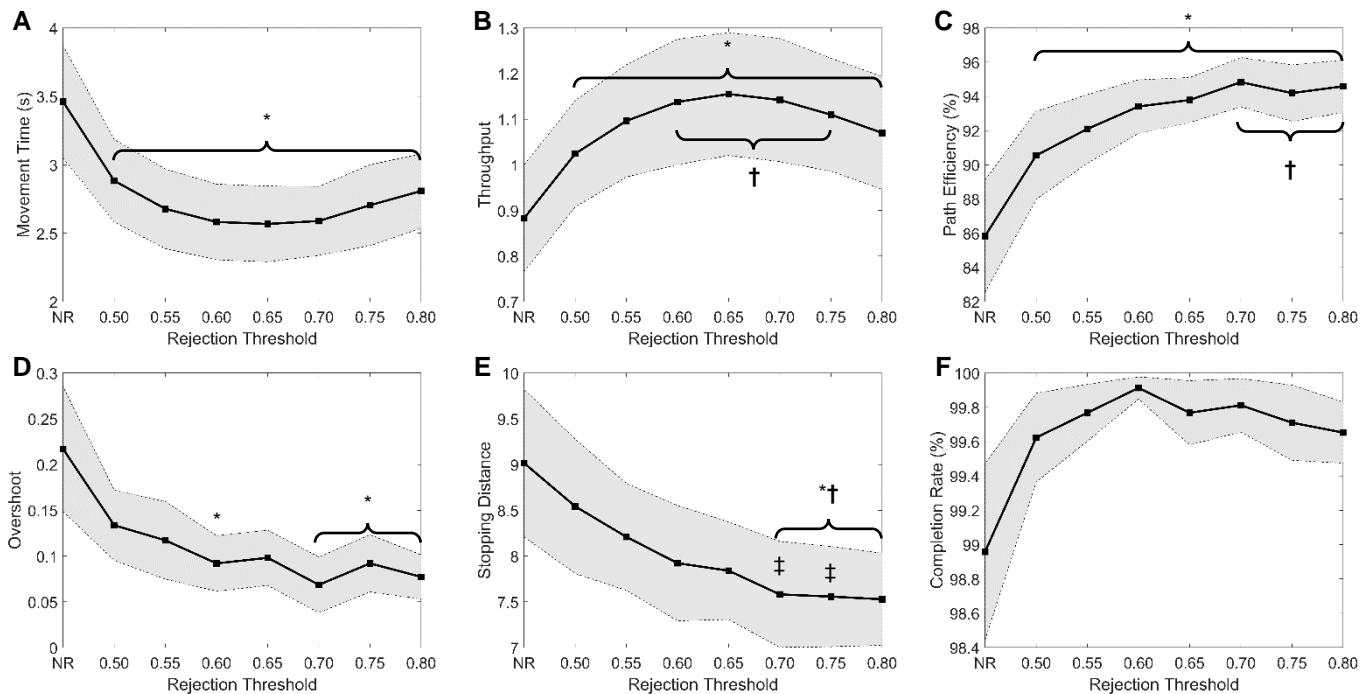 A
Movement Time (s)
4
3.5
3
2.5
2
*
NR 0.50 0.55 0.60 0.65 0.70 0.75 0.80
Rejection Threshold
B
Throughput
1.3
1.2
1.1
1
0.9
0.8
0.7
*
†
NR 0.50 0.55 0.60 0.65 0.70 0.75 0.80
Rejection Threshold
C
Path Efficiency (%)
98
96
94
92
90
88
86
84
82
*
†
NR 0.50 0.55 0.60 0.65 0.70 0.75 0.80
Rejection Threshold
D
Overshoot
0.3
0.25
0.2
0.15
0.1
0.05
0
*
*
NR 0.50 0.55 0.60 0.65 0.70 0.75 0.80
Rejection Threshold
E
Stopping Distance
10
9.5
9
8.5
8
7.5
7
*†
‡ ‡
NR 0.50 0.55 0.60 0.65 0.70 0.75 0.80
Rejection Threshold
F
Completion Rate (%)
100
99.8
99.6
99.4
99.2
99
98.8
98.6
98.4
NR 0.50 0.55 0.60 0.65 0.70 0.75 0.80
Rejection Threshold